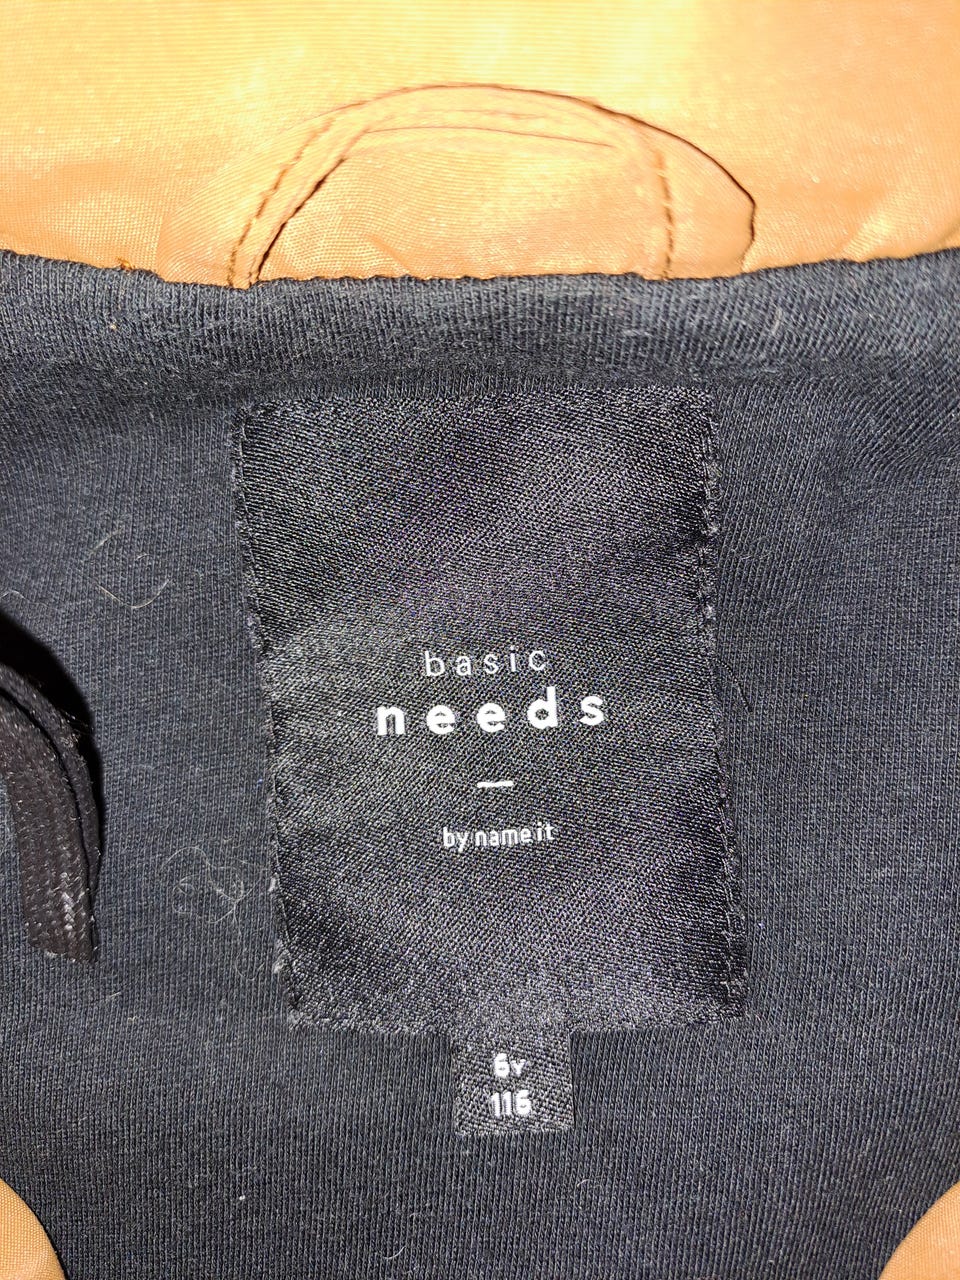 basic
needs
by name it
6Y
116